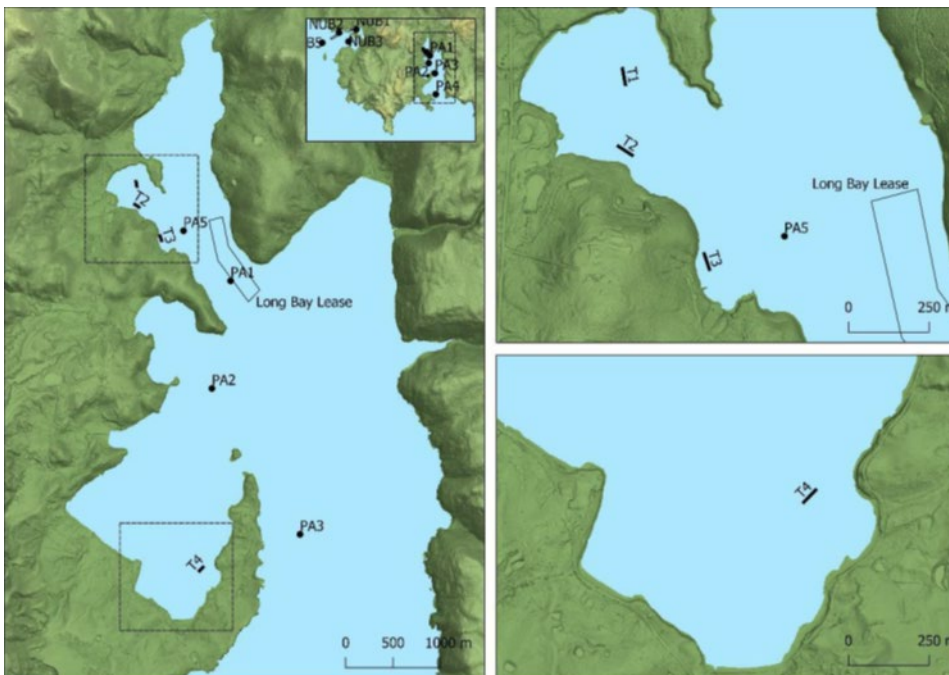 NUB2
NUB1
BS
NUB3
PA1
PA2
PA3
PA4
T2
T3
PA5
PA1
Long Bay Lease
PA2
PA3
T4
0 500 1000 m
T1
T2
Long Bay Lease
PA5
T3
0 250 m
T4
0 250 m